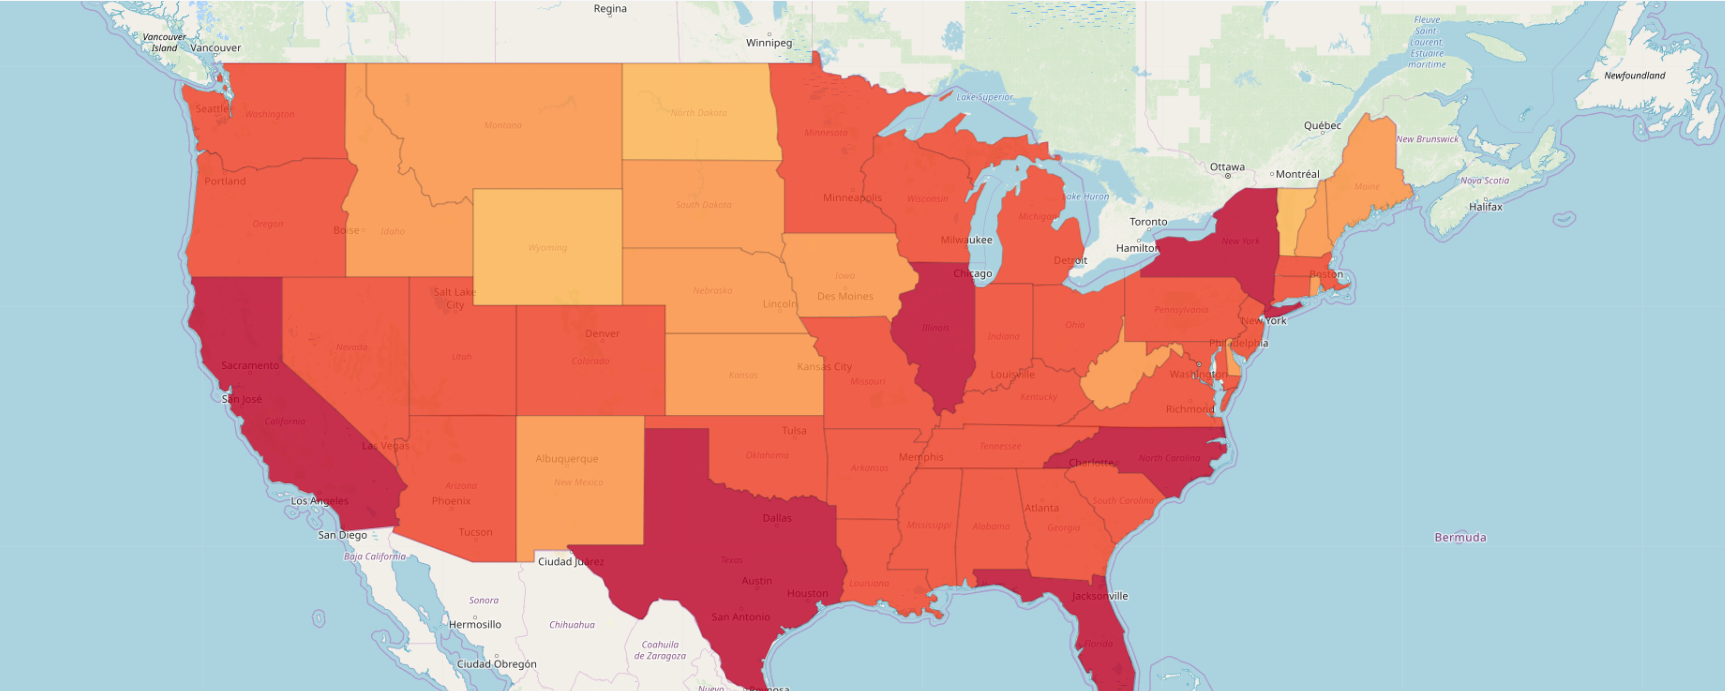 Regina
Vancouver
Island
Vancouver
Winnipeg
Fleuve
Saint-
Laurent,
Estuaire
maritime
Newfoundland
Seattle
Washington
Montana
North Dakota
Lake Superior
Minnesota
Québec
New Brunswick
Ottawa
Montréal
Portland
Minneapolis
Wisconsin
Michigan
Lake Huron
Maine
Nova Scotia
Halifax
Oregon
Boise
Idaho
South Dakota
Wyoming
Milwaukee
Detroit
Toronto
Hamilton
New York
Chicago
Iowa
Des Moines
Boston
Salt Lake
City
Nebraska
Lincoln
Illinois
Indiana
Ohio
Pennsylvania
New York
Philadelphia
Nevada
Utah
Denver
Colorado
Kansas
Kansas City
Missouri
Louisville
Kentucky
Washington
Richmond
Sacramento
San José
California
Las Vegas
Albuquerque
New Mexico
Tulsa
Oklahoma
Arkansas
Memphis
Tennessee
Charlotte
North Carolina
Arizona
Phoenix
Tucson
Los Angeles
San Diego
Baja California
Ciudad Juárez
Dallas
Texas
Austin
Houston
San Antonio
Mississippi
Alabama
Atlanta
Georgia
South Carolina
Louisiana
Jacksonville
Florida
Bermuda
Sonora
Hermosillo
Chihuahua
Ciudad Obregón
Coahuila
de Zaragoza